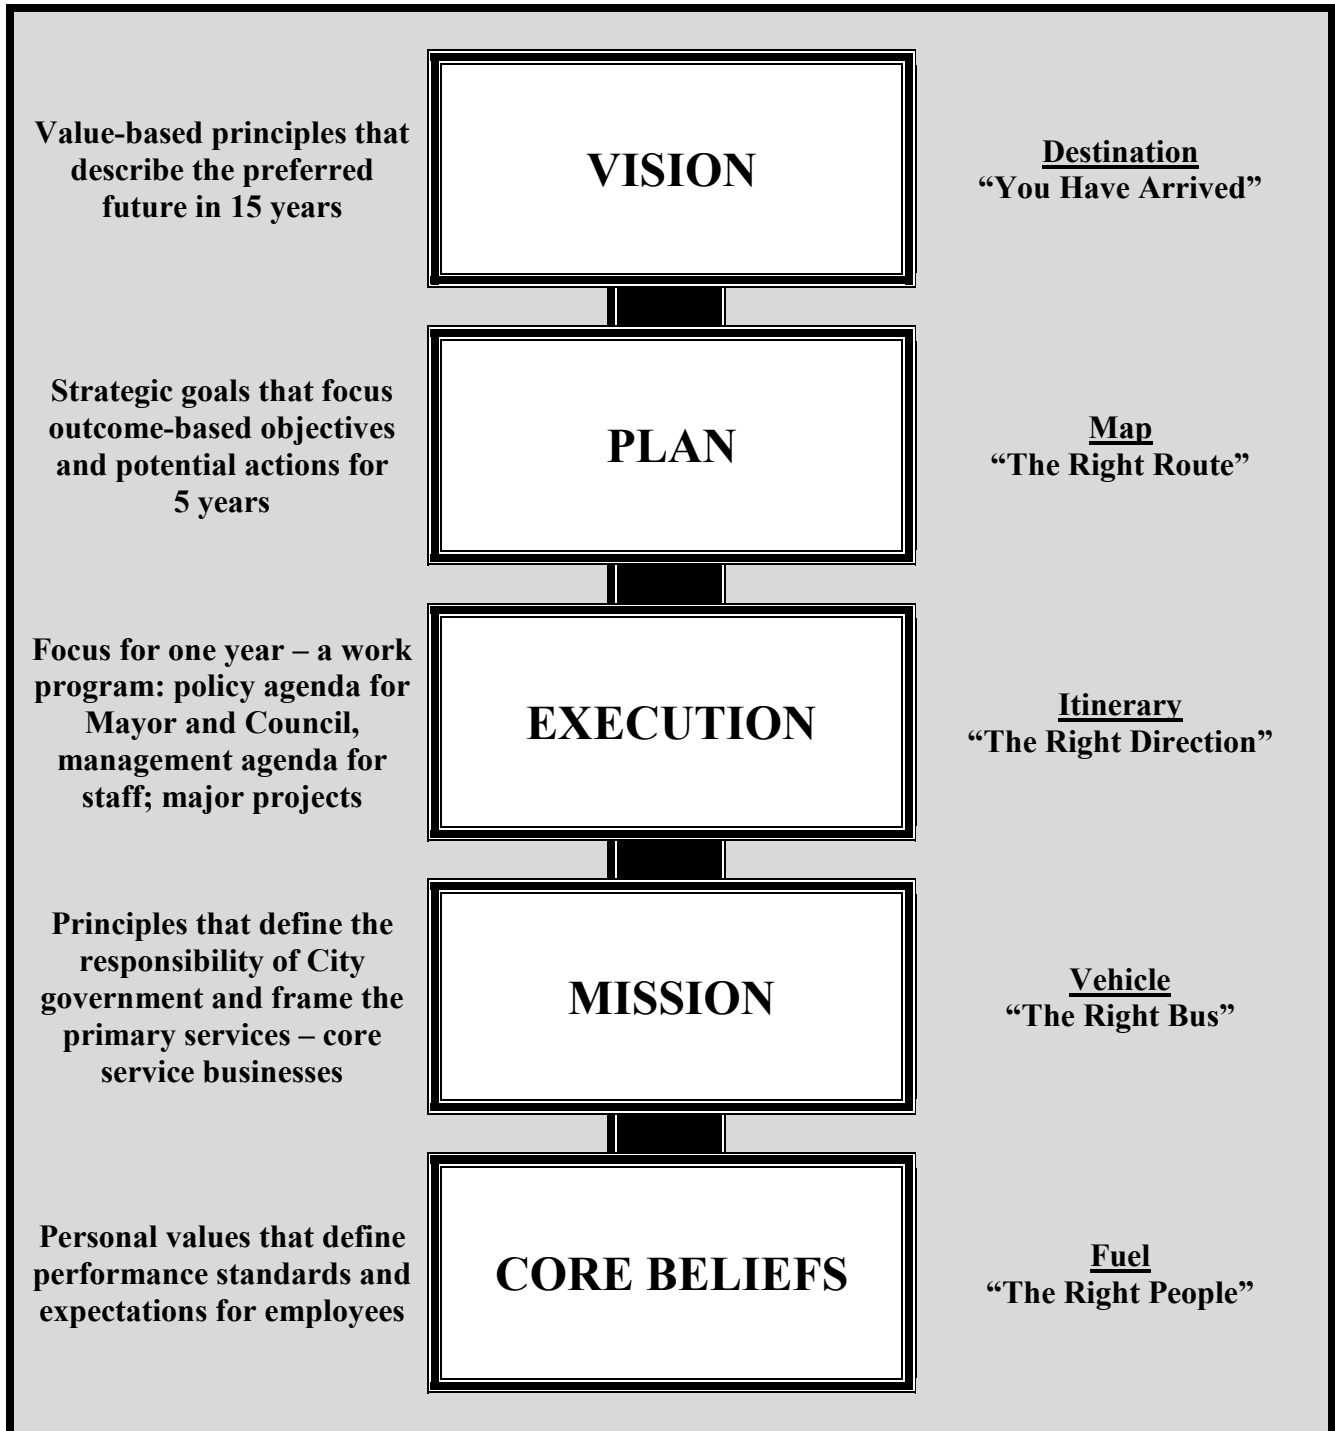 Value-based principles that
describe the preferred
future in 15 years
VISION
Destination
“You Have Arrived”
Strategic goals that focus
outcome-based objectives
and potential actions for
5 years
PLAN
Map
“The Right Route”
Focus for one year – a work
program: policy agenda for
Mayor and Council,
management agenda for
staff; major projects
EXECUTION
Itinerary
“The Right Direction”
Principles that define the
responsibility of City
government and frame the
primary services – core
service businesses
MISSION
Vehicle
“The Right Bus”
Personal values that define
performance standards and
expectations for employees
CORE BELIEFS
Fuel
“The Right People”